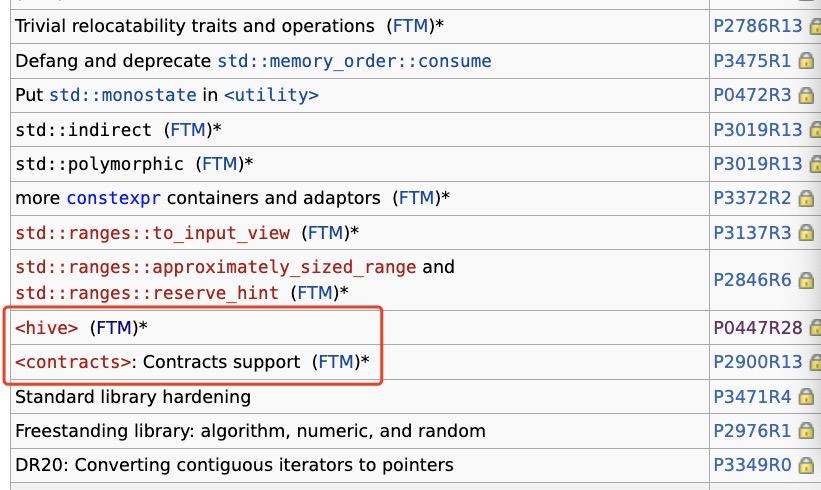 Trivial relocatability traits and operations (FTM)* P2786R13
Defang and deprecate std::memory_order::consume P3475R1
Put std::monostate in <utility> P0472R3
std::indirect (FTM)* P3019R13
std::polymorphic (FTM)* P3019R13
more constexpr containers and adaptors (FTM)* P3372R2
std::ranges::to_input_view (FTM)* P3137R3
std::ranges::approximately_sized_range and
std::ranges::reserve_hint (FTM)* P2846R6
<hive> (FTM)* P0447R28
<contracts>: Contracts support (FTM)* P2900R13
Standard library hardening P3471R4
Freestanding library: algorithm, numeric, and random P2976R1
DR20: Converting contiguous iterators to pointers P3349R0